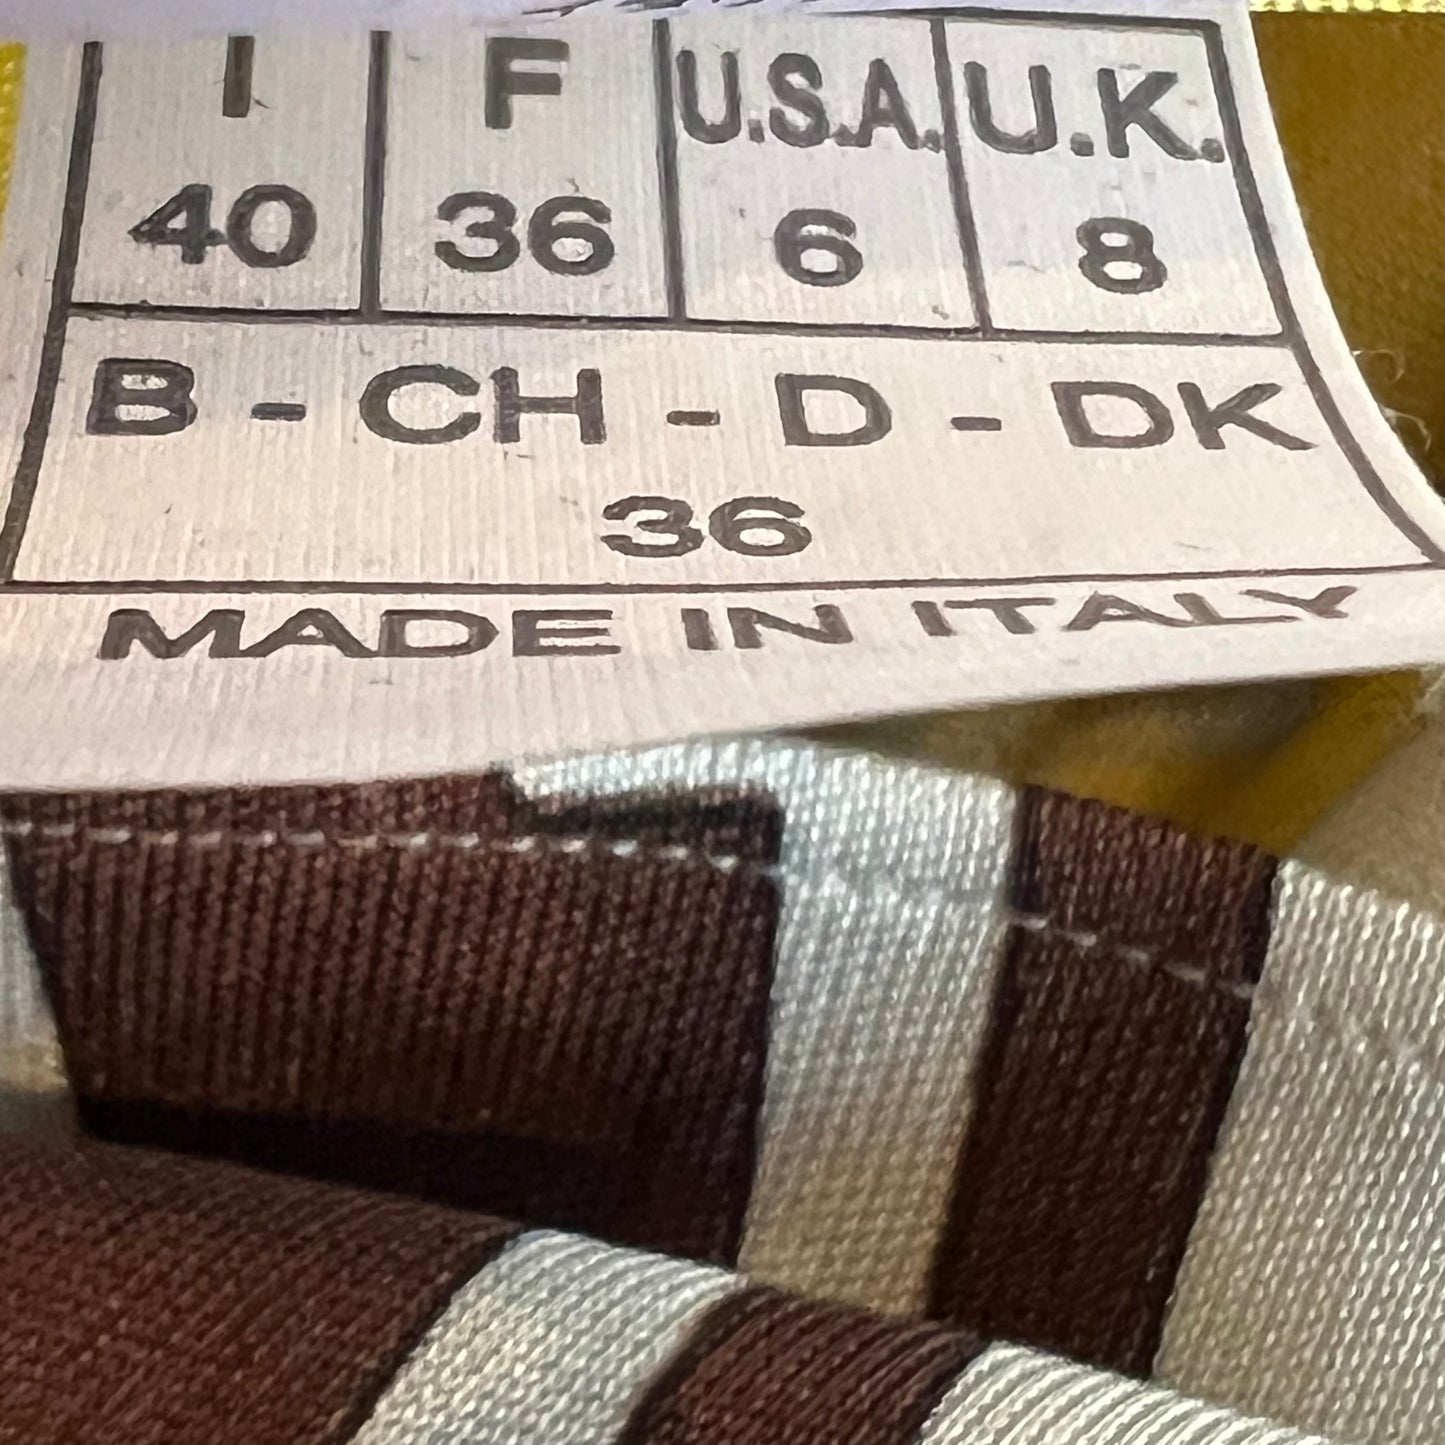 I F U.S.A. U.K.
40 36 6 8
B - CH - D - DK
36
MADE IN ITALY